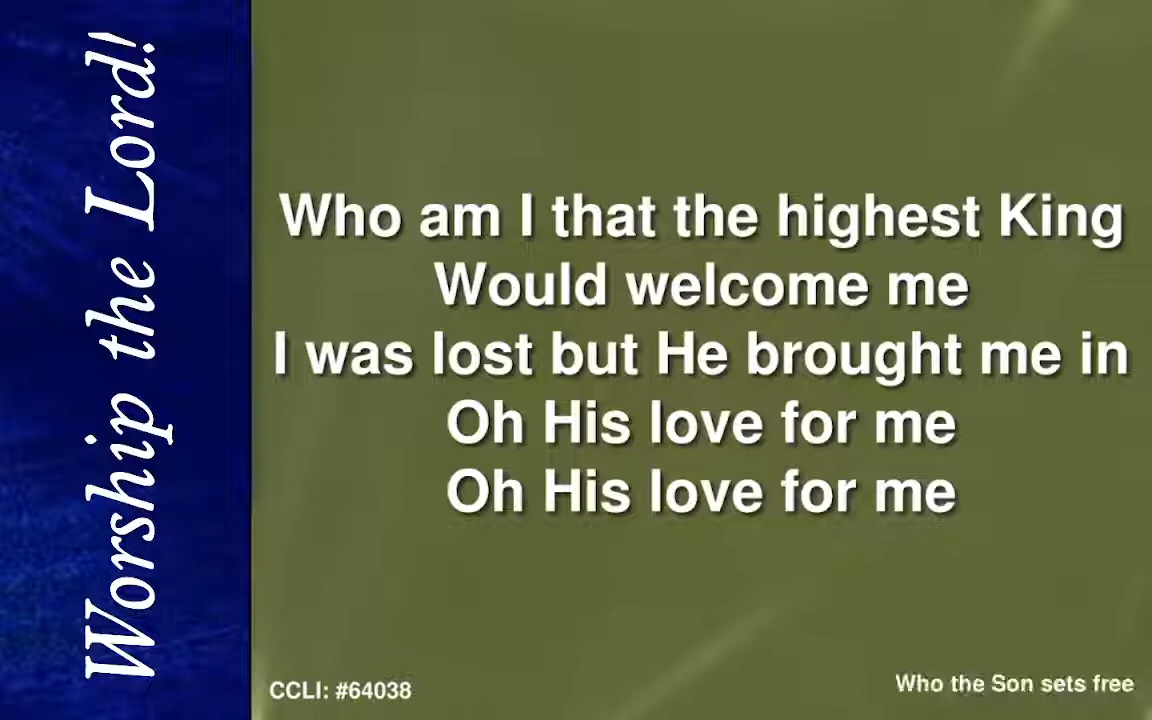 Worship the Lord!
Who am I that the highest King
Would welcome me
I was lost but He brought me in
Oh His love for me
Oh His love for me
CCLI: #64038
Who the Son sets free